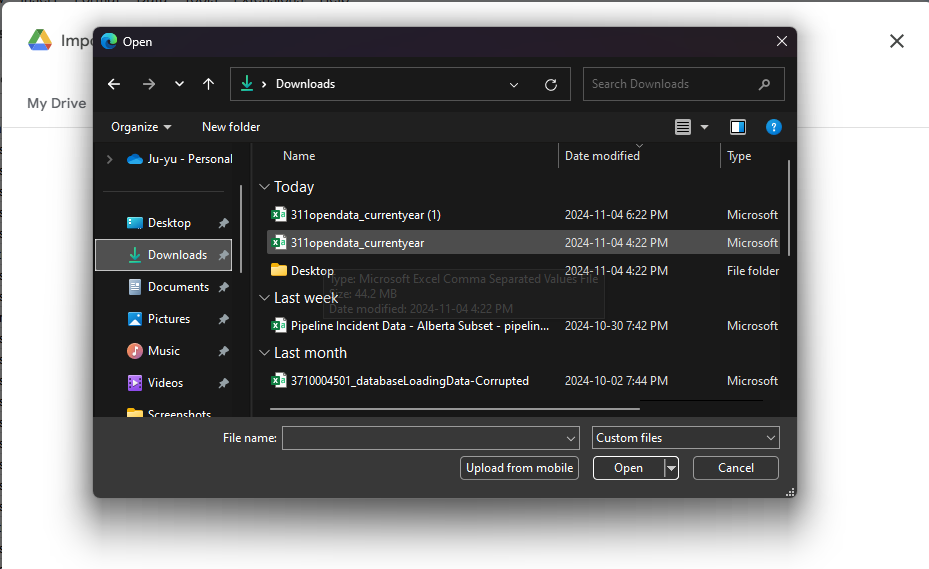 Impo
Open
My Drive
Downloads
Search Downloads
Organize
New folder
?
Ju-yu - Personal
Desktop
Downloads
Documents
Pictures
Music
Videos
Screenshots
Name
Date modified
Type
Today
311opendata_currentyear (1)
2024-11-04 6:22 PM
Microsoft
311opendata_currentyear
2024-11-04 4:22 PM
Microsoft
Desktop
2024-11-04 4:22 PM
File folder
Type: Microsoft Excel Comma Separated Values File
Size: 44.2 MB
Date modified: 2024-11-04 4:22 PM
Last week
Pipeline Incident Data - Alberta Subset - pipelin...
2024-10-30 7:42 PM
Microsoft
Last month
3710004501_databaseLoadingData-Corrupted
2024-10-02 7:44 PM
Microsoft
File name:
Custom files
Upload from mobile
Open
Cancel